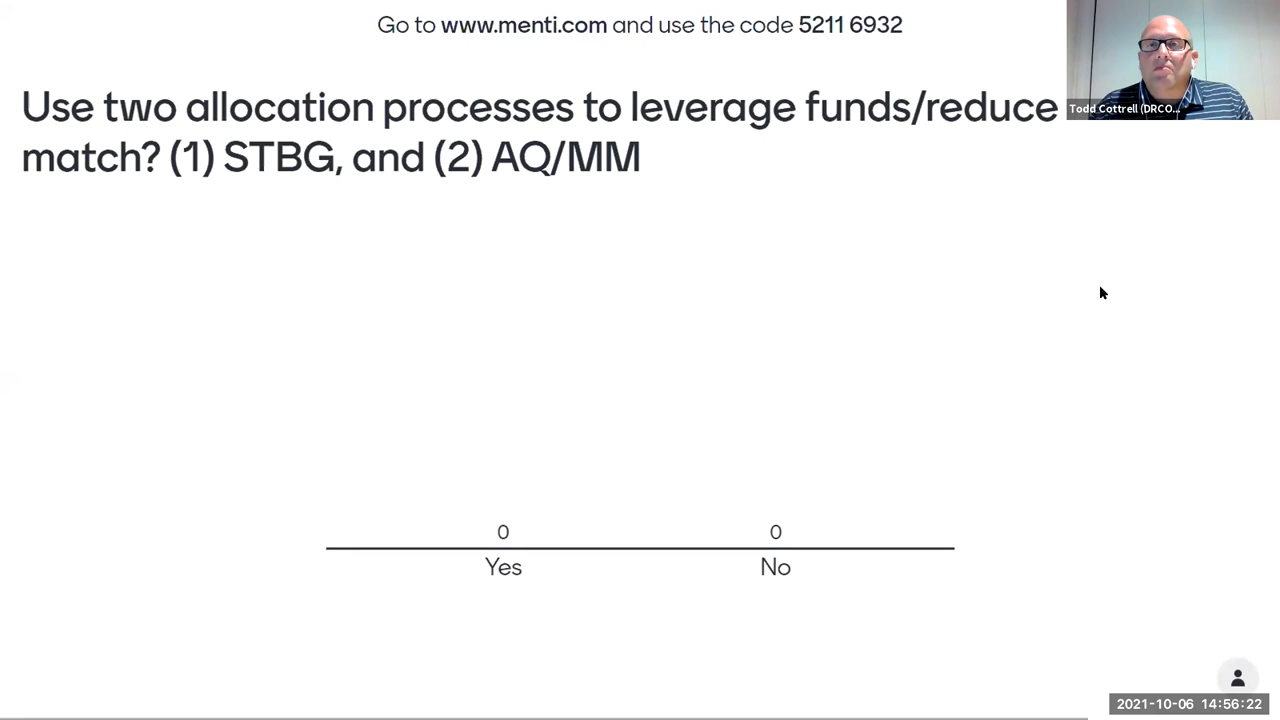 Go to www.menti.com and use the code 5211 6932
Use two allocation processes to leverage funds/reduce
match? (1) STBG, and (2) AQ/MM
Todd Cottrell (DRCO...
0 0
Yes No
2021-10-06 14:56:22